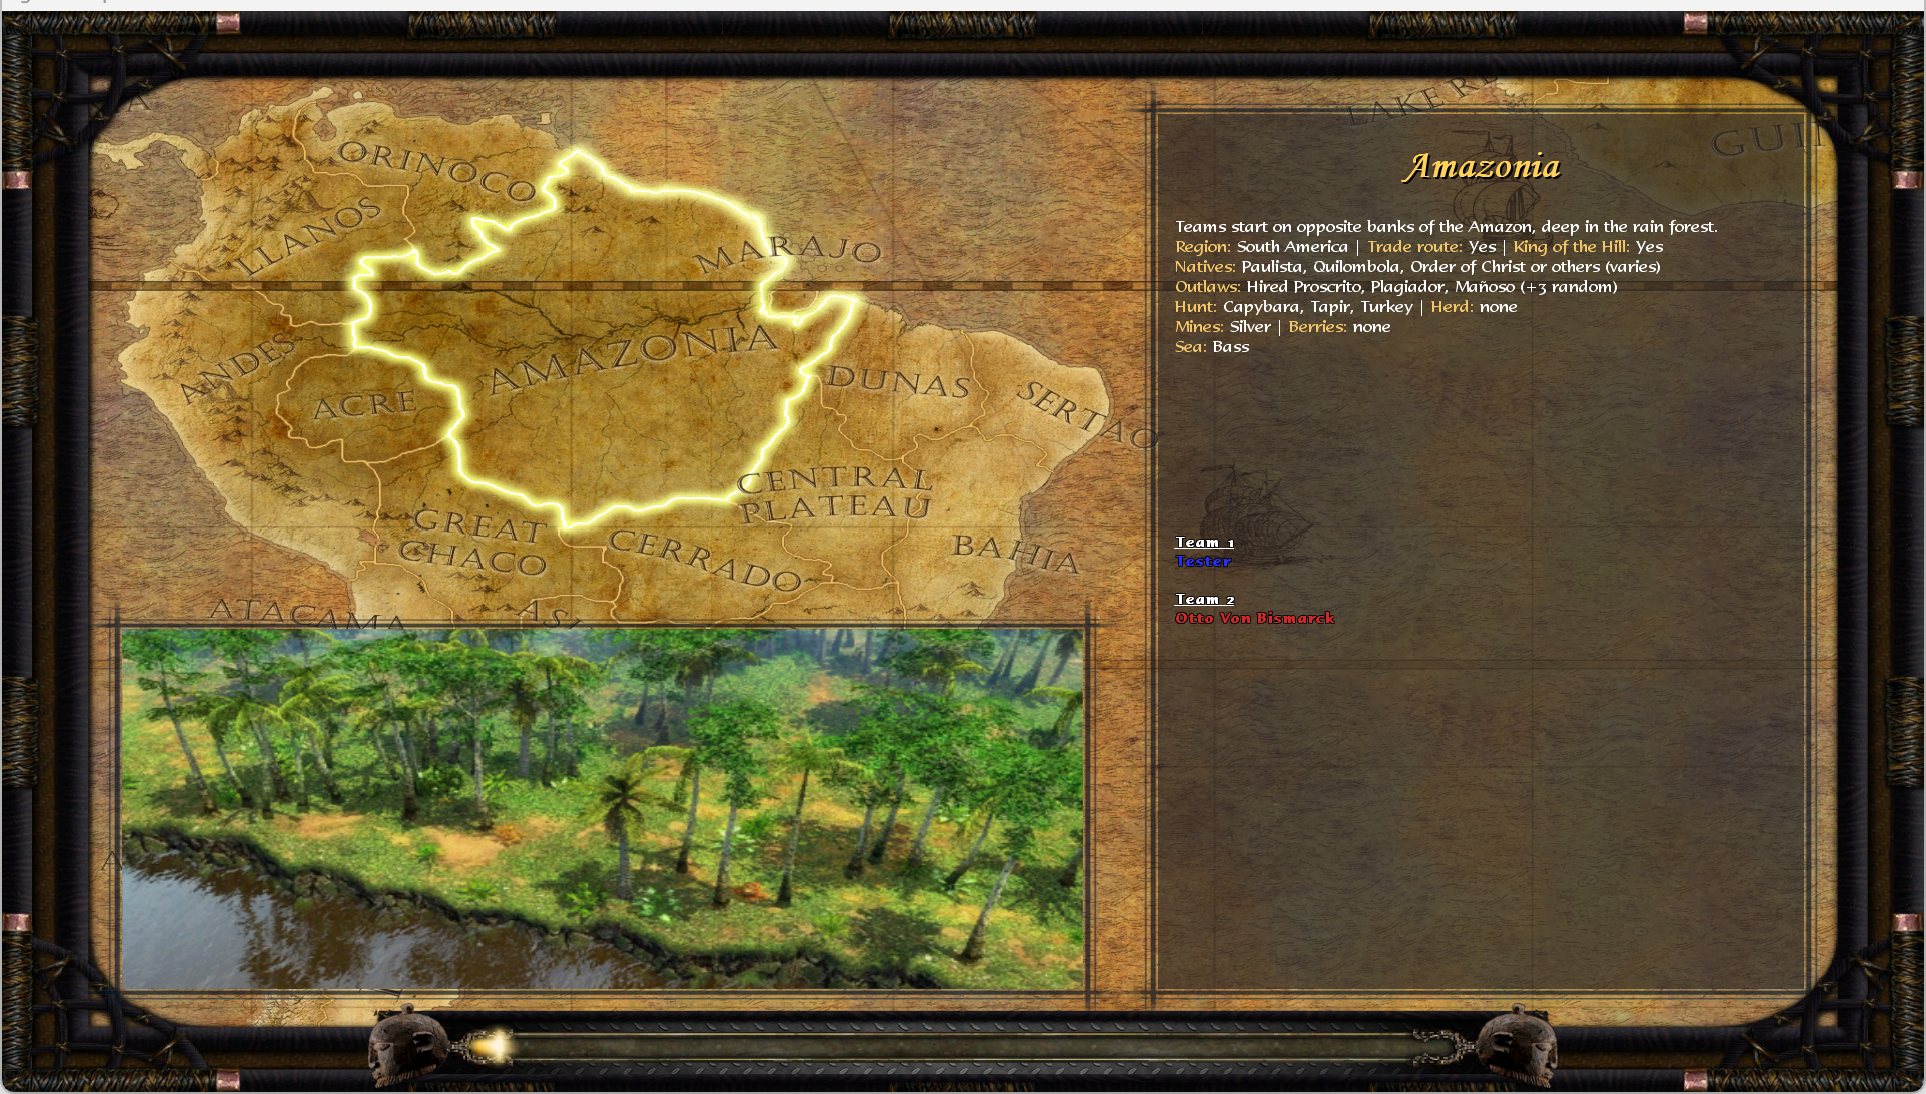 LAKE
GUI
ORINOCO
LLANOS
MARAJO
ANDES
AMAZONIA
ACRE
DUNAS
SERTAO
CENTRAL
PLATEAU
GREAT
CHACO
CERRADO
BAHIA
ATACAMA
Amazonia
Teams start on opposite banks of the Amazon, deep in the rain forest.
Region: South America | Trade route: Yes | King of the Hill: Yes
Natives: Paulista, Quilombola, Order of Christ or others (varies)
Outlaws: Hired Proscrito, Plagiador, Mañoso (+3 random)
Hunt: Capybara, Tapir, Turkey | Herd: none
Mines: Silver | Berries: none
Sea: Bass
Team 1
Tester
Team 2
Otto Von Bismarck